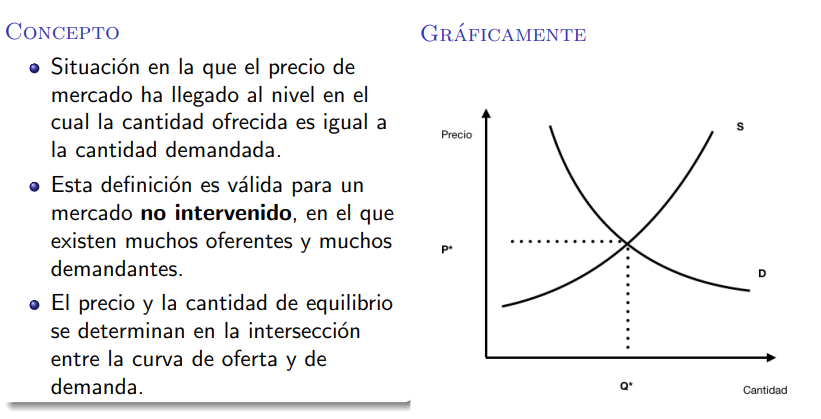 Concepto
Situación en la que el precio de
mercado ha llegado al nivel en el
cual la cantidad ofrecida es igual a
la cantidad demandada.
Esta definición es válida para un
mercado no intervenido, en el que
existen muchos oferentes y muchos
demandantes.
El precio y la cantidad de equilibrio
se determinan en la intersección
entre la curva de oferta y de
demanda.
Gráficamente
Precio
S
P*
D
Q*
Cantidad